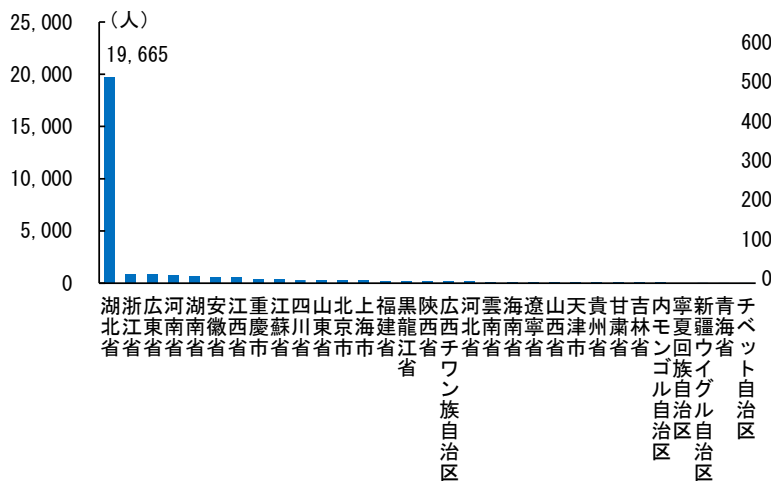 (人)
25,000
20,000
15,000
10,000
5,000
0
19,665
600
500
400
300
200
100
0
湖北省
浙江省
広東省
河南省
湖南省
安徽省
江西省
重慶市
江蘇省
四川省
山東省
北京市
上海市
福建省
黒龍江省
陝西省
広西チワン族自治区
河北省
雲南省
海南省
遼寧省
山西省
天津市
貴州省
甘粛省
吉林省
内モンゴル自治区
寧夏回族自治区
新疆ウイグル自治区
青海省
チベット自治区